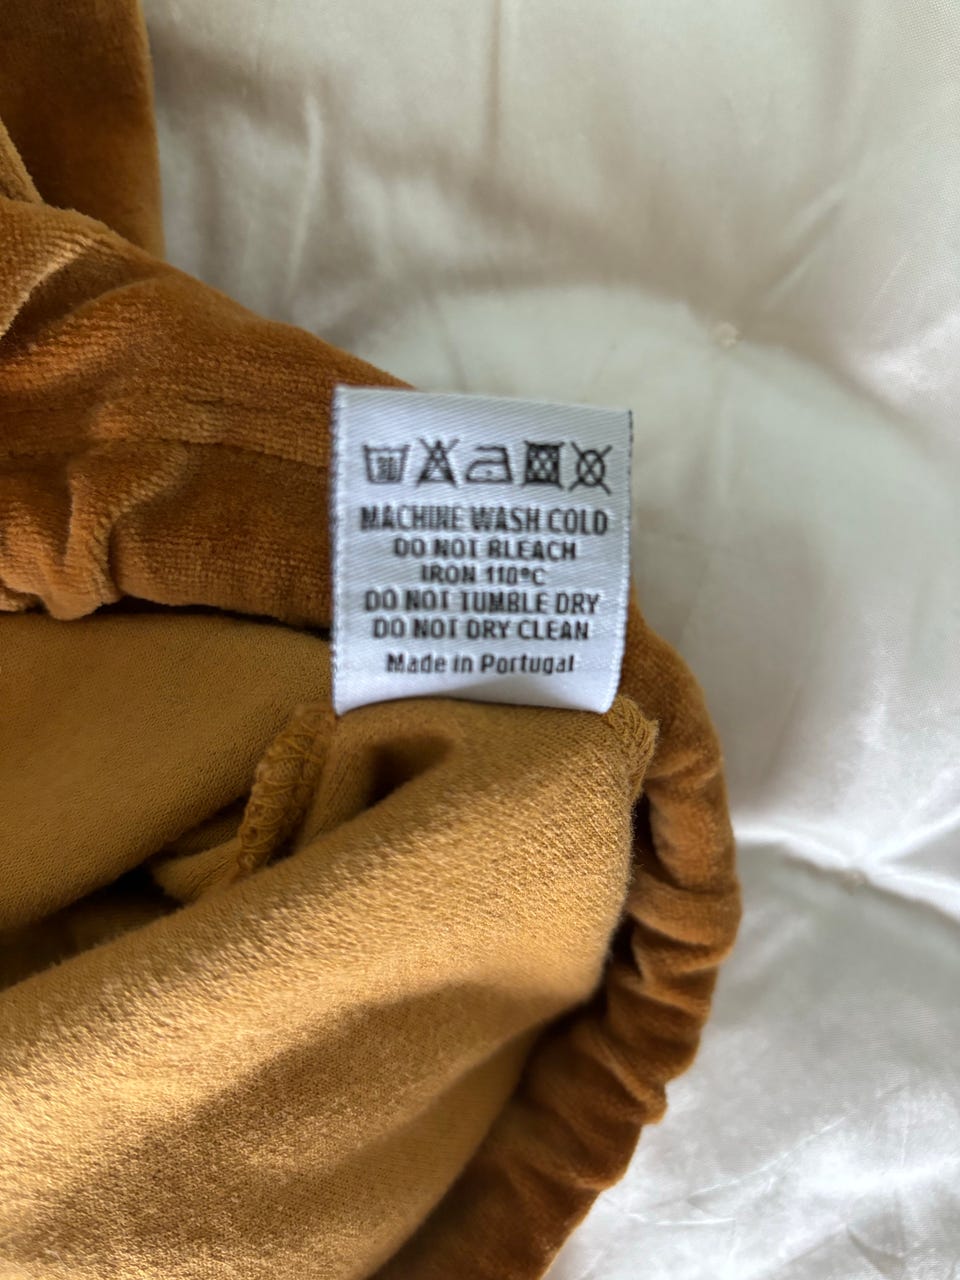 30
MACHINE WASH COLD
DO NOT BLEACH
IRON 110°C
DO NOT TUMBLE DRY
DO NOT DRY CLEAN
Made in Portugal